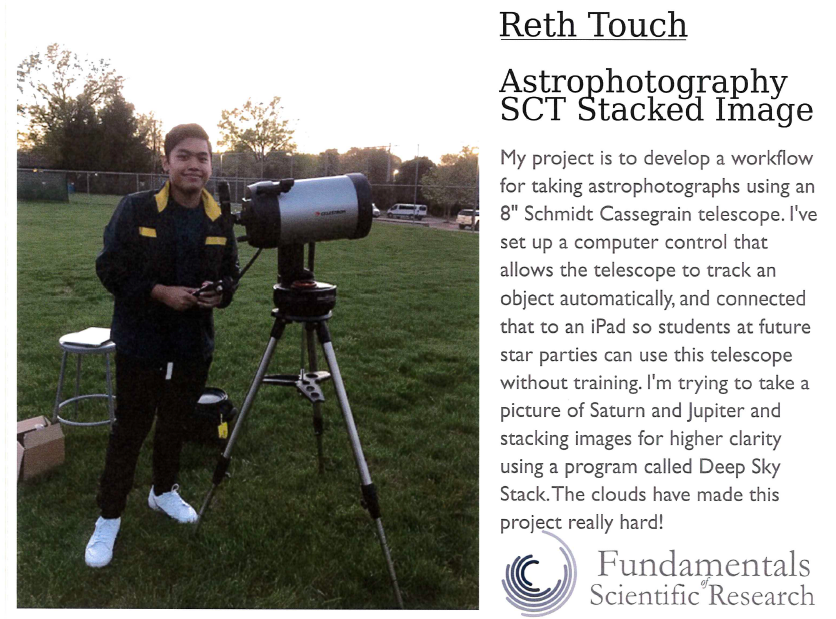 Reth Touch
Astrophotography
SCT Stacked Image
My project is to develop a workflow
for taking astrophotographs using an
8" Schmidt Cassegrain telescope. I've
set up a computer control that
allows the telescope to track an
object automatically, and connected
that to an iPad so students at future
star parties can use this telescope
without training. I'm trying to take a
picture of Saturn and Jupiter and
stacking images for higher clarity
using a program called Deep Sky
Stack. The clouds have made this
project really hard!
Fundamentals
of
Scientific Research
CELESTRON